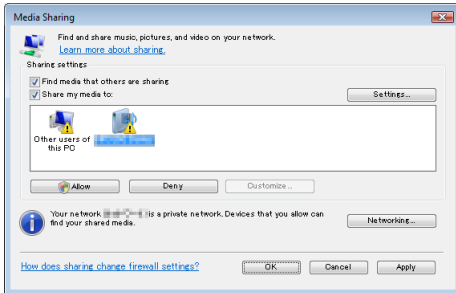 Media Sharing
Find and share music, pictures, and video on your network.
Learn more about sharing.
Sharing settings
Find media that others are sharing
Share my media to:
Settings...
Other users of
this PC
Allow
Deny
Customize...
Your network is a private network. Devices that you allow can
find your shared media.
Networking...
How does sharing change firewall settings?
OK
Cancel
Apply